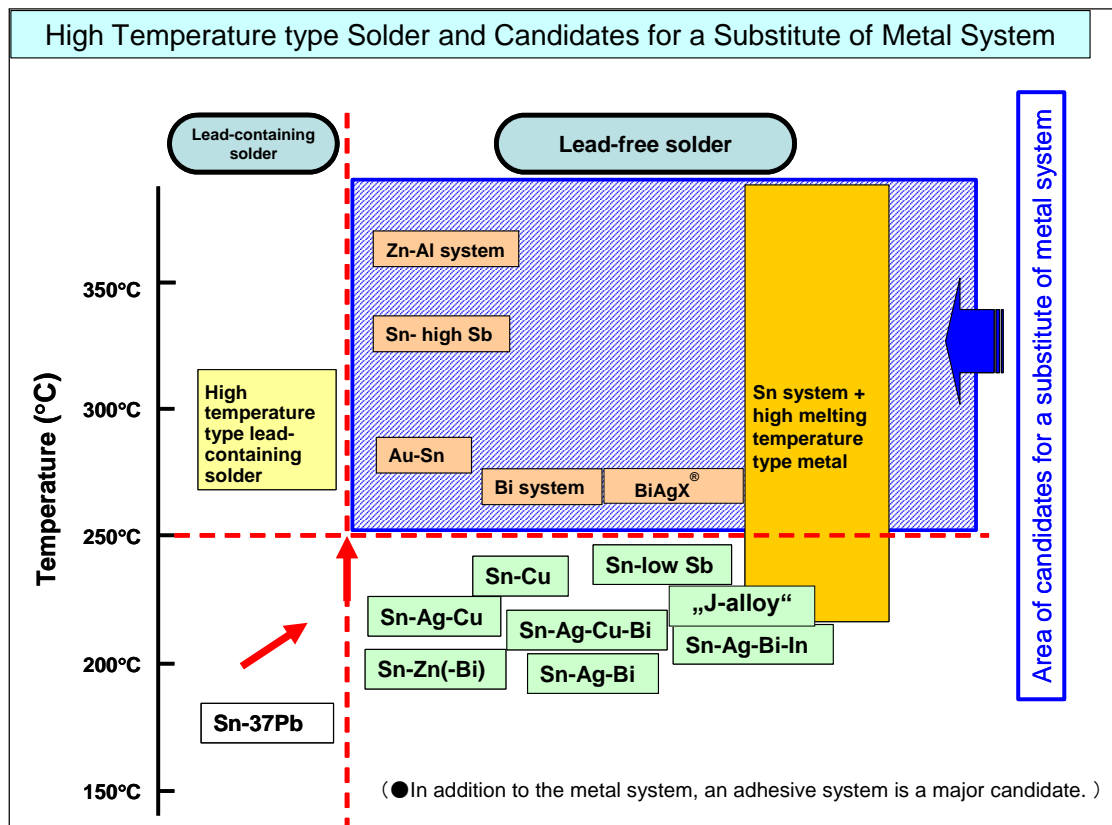 High Temperature type Solder and Candidates for a Substitute of Metal System
Lead-containing
solder
Lead-free solder
Area of candidates for a substitute of metal system
Temperature (°C)
350°C
300°C
250°C
200°C
150°C
Zn-Al system
Sn- high Sb
High
temperature
type lead-
containing
solder
Sn system +
high melting
temperature
type metal
Au-Sn
Bi system
BiAgX®
Sn-Cu
Sn-low Sb
„J-alloy“
Sn-Ag-Cu
Sn-Ag-Cu-Bi
Sn-Ag-Bi-In
Sn-Zn(-Bi)
Sn-Ag-Bi
Sn-37Pb
（●In addition to the metal system, an adhesive system is a major candidate. ）